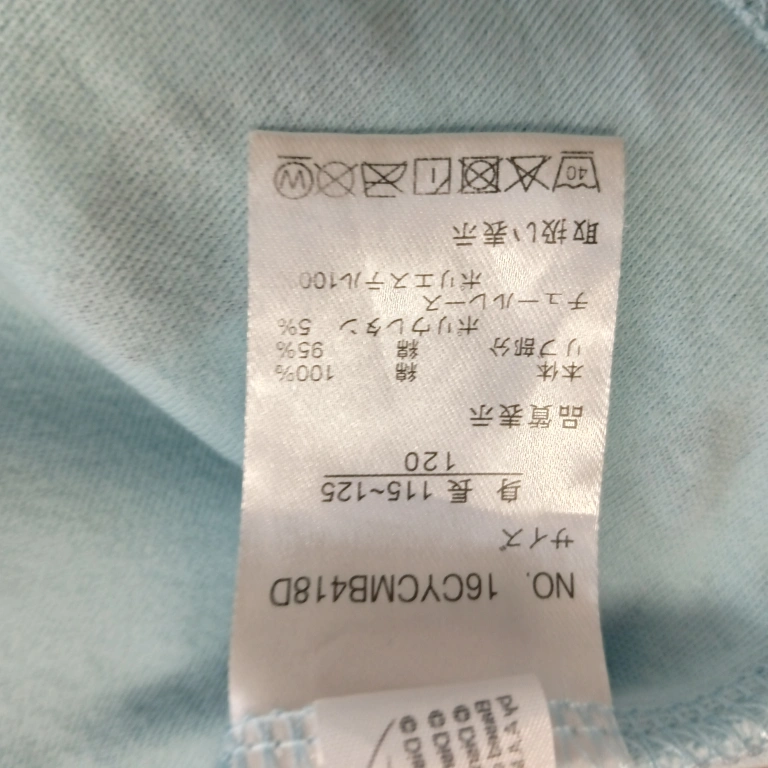 NO. 16CYCMB418D
サイズ
身長 115~125
120
品質表示
本体 綿 100%
リブ部分 綿 95%
ポリウレタン 5%
チュールレース
ポリエステル100
取扱い表示
40
W